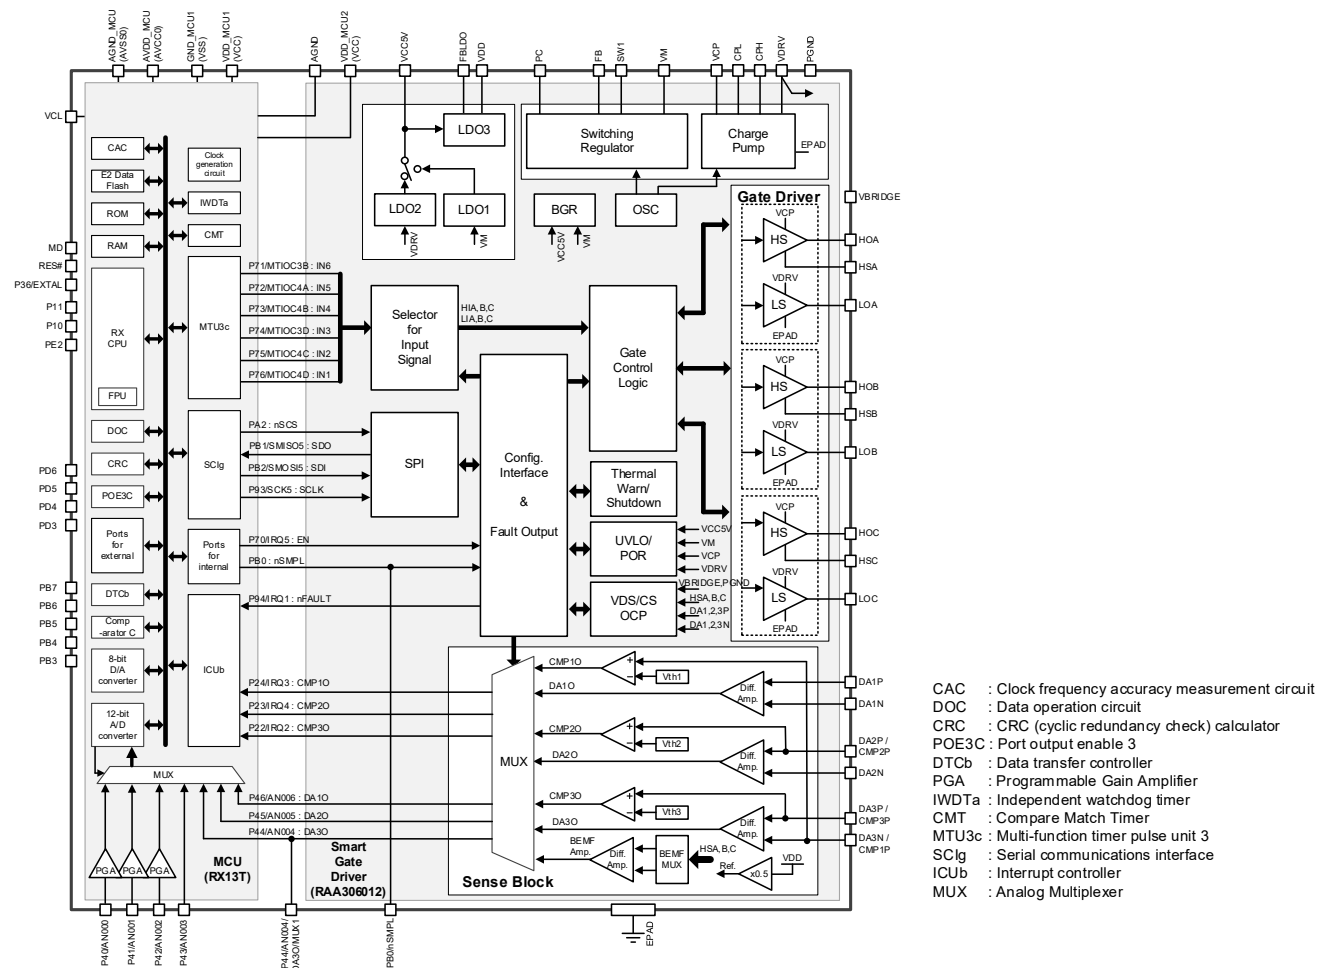 AGND_MCU
(AVSS0)
AVDD_MCU
(AVCC0)
GND_MCU1
(VSS)
VDD_MCU1
(VCC)
AGND
VDD_MCU2
(VCC)
VCC5V
FBLDO
VDD
PC
FB
SW1
VM
VCP
CPL
CPH
VDRV
PGND
VCL
MD
RES#
P36/EXTAL
P11
P10
PE2
PD6
PD5
PD4
PD3
PB7
PB6
PB5
PB4
PB3
CAC
E2 Data
Flash
ROM
RAM
RX
CPU
FPU
DOC
CRC
POE3C
Ports
for
external
DTCb
Comp
-arator C
8-bit
D/A
converter
12-bit
A/D
converter
MUX
PGA
PGA
PGA
Clock
generation
circuit
IWDTa
CMT
MTU3c
SCIg
Ports
for
internal
ICUb
MCU
(RX13T)
P71/MTIOC3B : IN6
P72/MTIOC4A : IN5
P73/MTIOC4B : IN4
P74/MTIOC3D : IN3
P75/MTIOC4C : IN2
P76/MTIOC4D : IN1
PA2 : nSCS
PB1/SMISO5 : SDO
PB2/SMOSI5 : SDI
P93/SCK5 : SCLK
P70/IRQ5 : EN
PB0 : nSMPL
P94/IRQ1 : nFAULT
P24/IRQ3 : CMP1O
P23/IRQ4 : CMP2O
P22/IRQ2 : CMP3O
P46/AN006 : DA1O
P45/AN005 : DA2O
P44/AN004 : DA3O
Smart
Gate
Driver
(RAA306012)
LDO3
LDO2
LDO1
VDRV
VM
Switching
Regulator
Charge
Pump
EPAD
BGR
OSC
VCC5V
VM
Selector
for
Input
Signal
HIA,B,C
LIA,B,C
SPI
Config.
Interface
&
Fault Output
Gate
Control
Logic
Thermal
Warn/
Shutdown
UVLO/
POR
VCC5V
VM
VCP
VDRV
VDS/CS
OCP
VBRIDGE,PGND
HSA,B,C
DA1,2,3P
DA1,2,3N
Gate Driver
VCP
HS
VDRV
LS
EPAD
VCP
HS
VDRV
LS
EPAD
VCP
HS
VDRV
LS
EPAD
VBRIDGE
HOA
HSA
LOA
HOB
HSB
LOB
HOC
HSC
LOC
MUX
CMP1O
+
−
Vth1
DA1O
Diff.
Amp.
CMP2O
+
−
Vth2
DA2O
Diff.
Amp.
CMP3O
+
−
Vth3
DA3O
Diff.
Amp.
BEMF
Amp.
Diff.
Amp.
BEMF
MUX
HSA,B,C
Ref.
x0.5
VDD
Sense Block
DA1P
DA1N
DA2P /
CMP2P
DA2N
DA3P /
CMP3P
DA3N /
CMP1P
P40/AN000
P41/AN001
P42/AN002
P43/AN003
P44/AN004/
DA3O/MUX1
PB0/nSMPL
EPAD
CAC : Clock frequency accuracy measurement circuit
DOC : Data operation circuit
CRC : CRC (cyclic redundancy check) calculator
POE3C : Port output enable 3
DTCb : Data transfer controller
PGA : Programmable Gain Amplifier
IWDTa : Independent watchdog timer
CMT : Compare Match Timer
MTU3c : Multi-function timer pulse unit 3
SCIg : Serial communications interface
ICUb : Interrupt controller
MUX : Analog Multiplexer